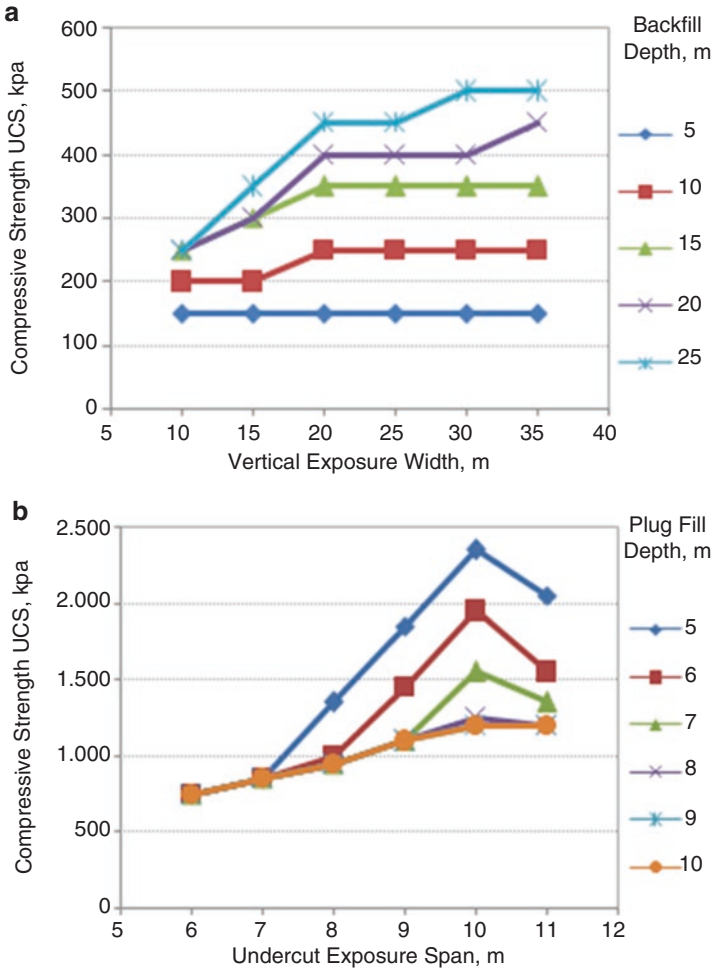 a
Compressive Strength UCS, kpa
600
500
400
300
200
100
0
5 10 15 20 25 30 35 40
Vertical Exposure Width, m
Backfill
Depth, m
5
10
15
20
25
b
Compressive Strength UCS, kpa
2.500
2.000
1.500
1.000
500
0
5 6 7 8 9 10 11 12
Undercut Exposure Span, m
Plug Fill
Depth, m
5
6
7
8
9
10